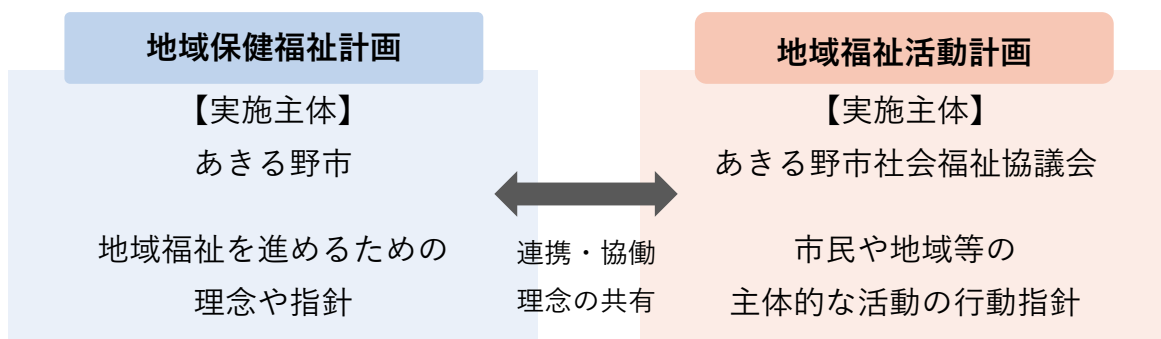 地域保健福祉計画
【実施主体】
あきる野市
地域福祉を進めるための
理念や指針
連携・協働
理念の共有
地域福祉活動計画
【実施主体】
あきる野市社会福祉協議会
市民や地域等の
主体的な活動の行動指針